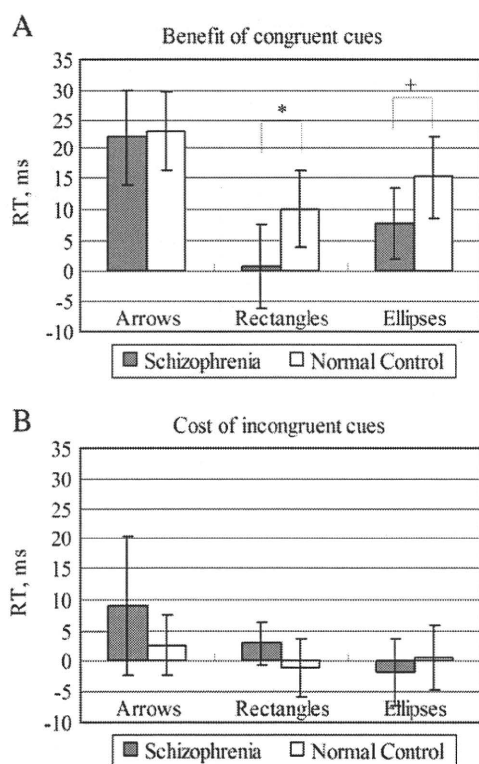 A
Benefit of congruent cues
RT, ms
35
30
25
20
15
10
5
0
-5
-10
*
+
Arrows Rectangles Ellipses
Schizophrenia Normal Control
B
Cost of incongruent cues
RT, ms
35
30
25
20
15
10
5
0
-5
-10
Arrows Rectangles Ellipses
Schizophrenia Normal Control